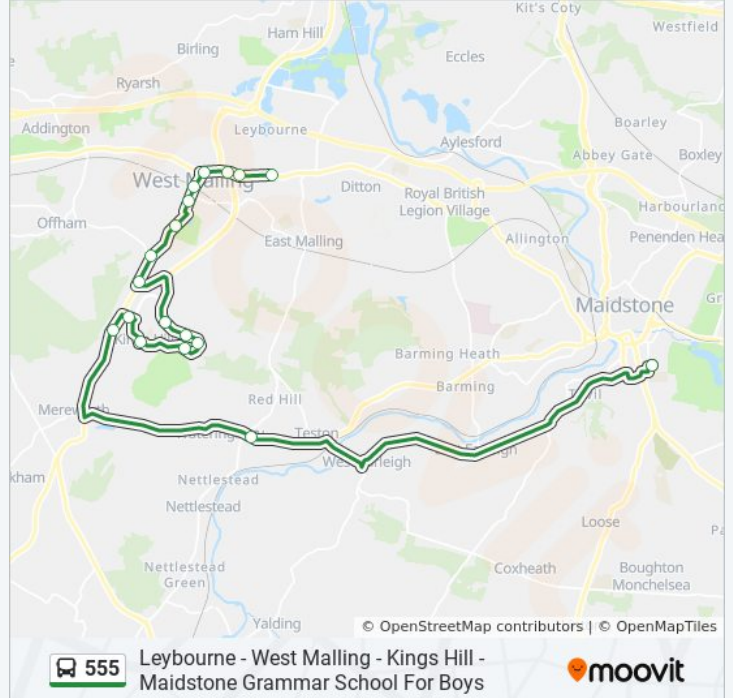 Kit's Coty
Westfield
Ham Hill
Birling
Eccles
Ryarsh
Addington
Leybourne
Boarley
Aylesford
Abbey Gate
Boxley
West Malling
Ditton
Royal British
Legion Village
Harbourland
Offham
East Malling
Allington
Penenden Hea
Maidstone
Gr
Barming Heath
Barming
Red Hill
Mereworth
Teston
Nettlestead
Nettlestead
Loose
Coxheath
Nettlestead
Green
Boughton
Monchelsea
Yalding
© OpenStreetMap contributors | © OpenMapTiles
555
Leybourne - West Malling - Kings Hill -
Maidstone Grammar School For Boys
moovit